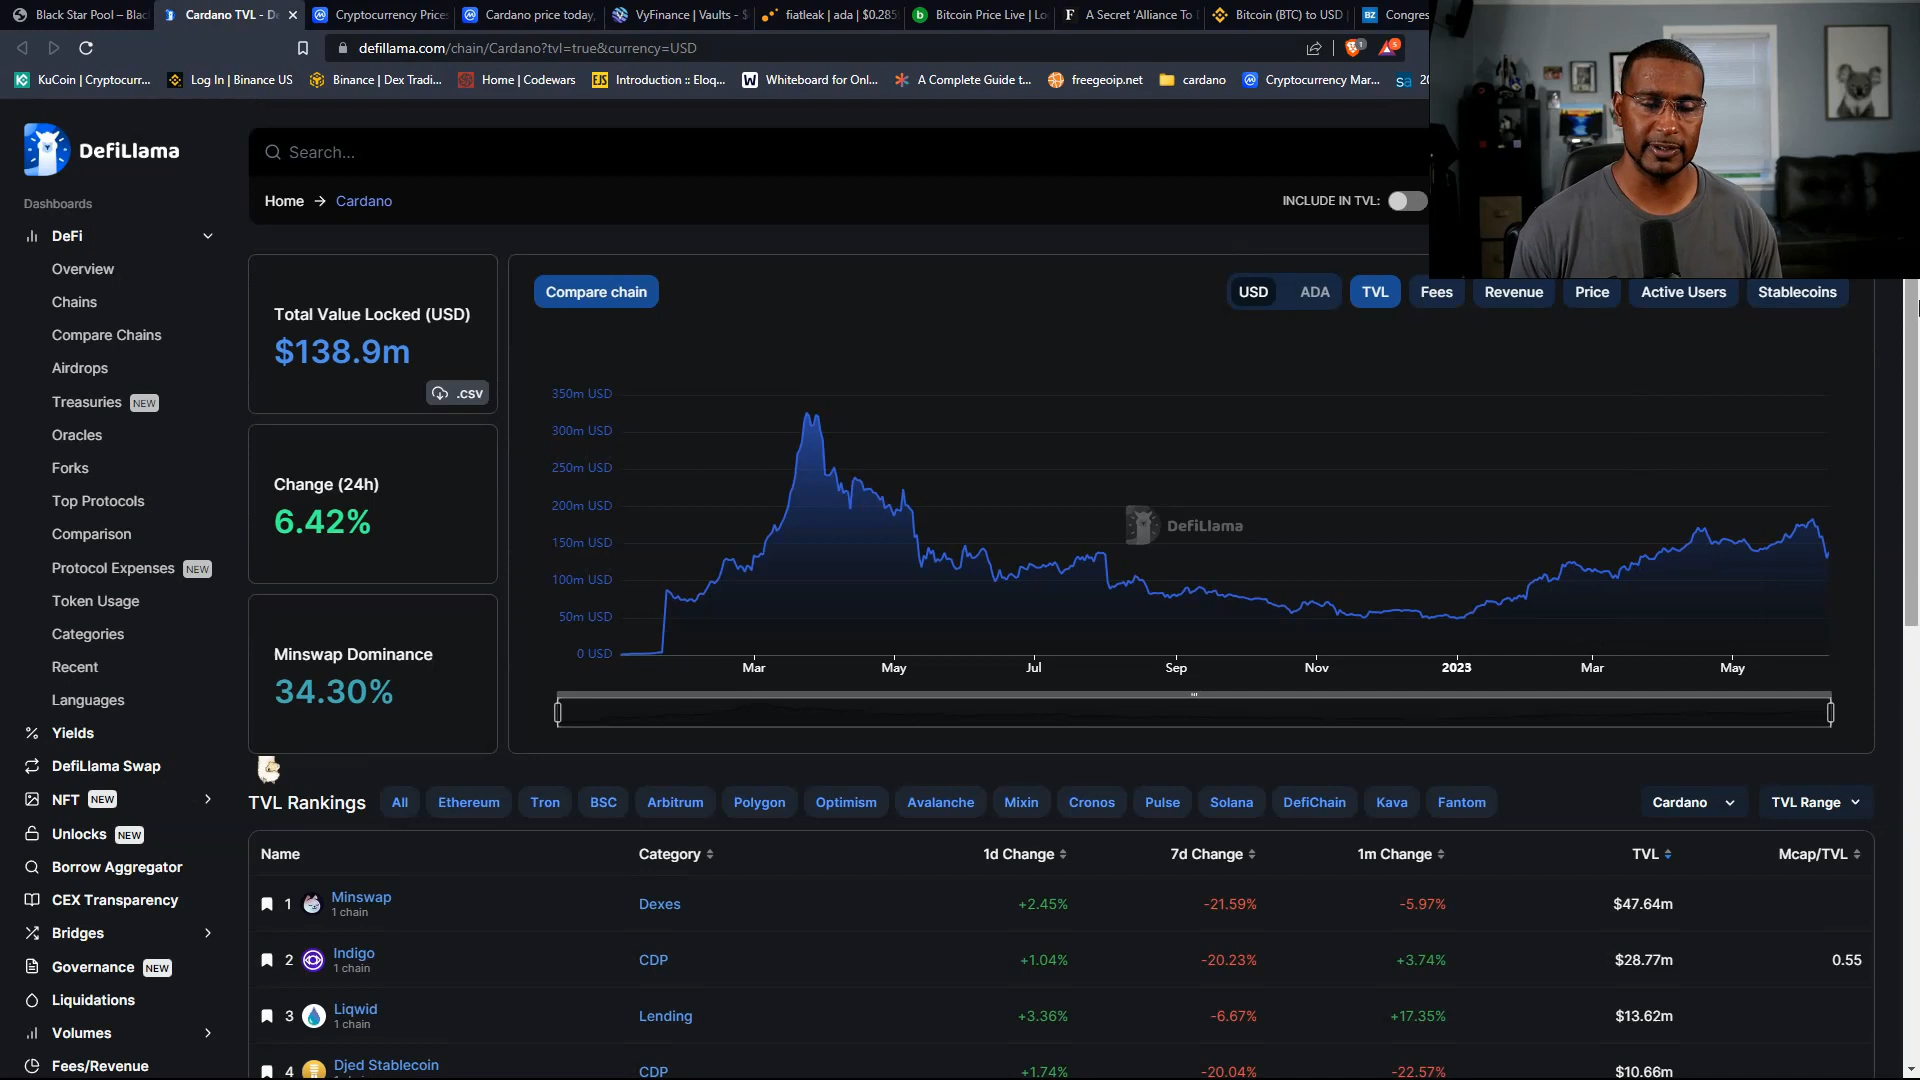 Black Star Pool – Blac
Cardano TVL - De
Cryptocurrency Prices
Cardano price today,
VyFinance | Vaults - $
fiatleak | ada | $0.285
Bitcoin Price Live | Lo
A Secret 'Alliance To
Bitcoin (BTC) to USD
BZ
Congres
defillama.com/chain/Cardano?tvl=true&currency=USD
KuCoin | Cryptocurr...
Log In | Binance US
Binance | Dex Tradi...
Home | Codewars
EJS
Introduction :: Eloq...
W
Whiteboard for Onl...
A Complete Guide t...
freegeoip.net
cardano
Cryptocurrency Mar...
sa
20
DefiLlama
Search...
Home → Cardano
INCLUDE IN TVL:
Dashboards
DeFi
Overview
Chains
Compare Chains
Airdrops
Treasuries NEW
Oracles
Forks
Top Protocols
Comparison
Protocol Expenses NEW
Token Usage
Categories
Recent
Languages
Yields
DefiLlama Swap
NFT NEW
Unlocks NEW
Borrow Aggregator
CEX Transparency
Bridges
Governance NEW
Liquidations
Volumes
Fees/Revenue
Total Value Locked (USD)
$138.9m
.csv
Change (24h)
6.42%
Minswap Dominance
34.30%
Compare chain
USD ADA TVL Fees Revenue Price Active Users Stablecoins
350m USD
300m USD
250m USD
200m USD
150m USD
100m USD
50m USD
0 USD
DefiLlama
Mar May Jul Sep Nov 2023 Mar May
TVL Rankings All Ethereum Tron BSC Arbitrum Polygon Optimism Avalanche Mixin Cronos Pulse Solana DefiChain Kava Fantom Cardano TVL Range
Name Category 1d Change 7d Change 1m Change TVL Mcap/TVL
1 Minswap Dexes +2.45% -21.59% -5.97% $47.64m
1 chain
2 Indigo CDP +1.04% -20.23% +3.74% $28.77m 0.55
1 chain
3 Liqwid Lending +3.36% -6.67% +17.35% $13.62m
1 chain
4 Djed Stablecoin CDP +1.74% -20.04% -22.57% $10.66m